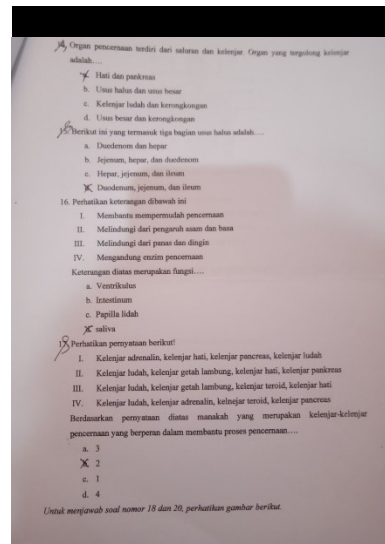 14. Organ pencernaan terdiri dari saluran dan kelenjar. Organ yang tergolong kelenjar
adalah....
a. Hati dan pankreas
b. Usus halus dan usus besar
c. Kelenjar ludah dan kerongkongan
d. Usus besar dan kerongkongan
15. Berikut ini yang termasuk tiga bagian usus halus adalah....
a. Duedenom dan hepar
b. Jejenum, hepar, dan duedenom
c. Hepar, jejenum, dan ileum
Duodenum, jejenum, dan ileum
16. Perhatikan keterangan dibawah ini
I. Membantu mempermudah pencernaan
II. Melindungi dari pengaruh asam dan basa
III. Melindungi dari panas dan dingin
IV. Mengandung enzim pencernaan
Keterangan diatas merupakan fungsi....
a. Ventrikulus
b. Intestinum
c. Papilla lidah
saliva
17. Perhatikan pernyataan berikut!
I. Kelenjar adrenalin, kelenjar hati, kelenjar pancreas, kelenjar ludah
II. Kelenjar ludah, kelenjar getah lambung, kelenjar hati, kelenjar pankreas
III. Kelenjar ludah, kelenjar getah lambung, kelenjar teroid, kelenjar hati
IV. Kelenjar ludah, kelenjar adrenalin, kelnejar teroid, kelenjar pancreas
Berdasarkan pernyataan diatas manakah yang merupakan kelenjar-kelenjar
pencernaan yang berperan dalam membantu proses pencernaan....
a. 3
2
c. 1
d. 4
Untuk menjawab soal nomor 18 dan 20, perhatikan gambar berikut.